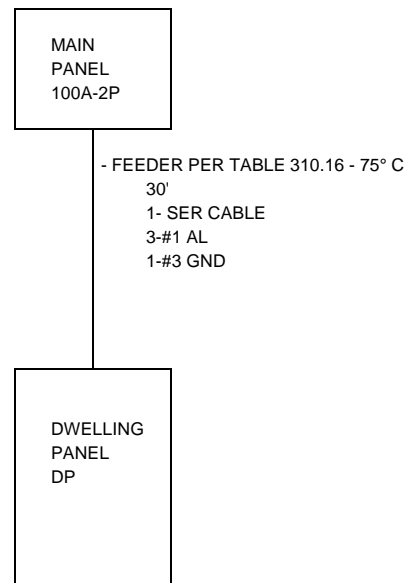 MAIN
PANEL
100A-2P
- FEEDER PER TABLE 310.16 - 75° C
30'
1- SER CABLE
3-#1 AL
1-#3 GND
DWELLING
PANEL
DP